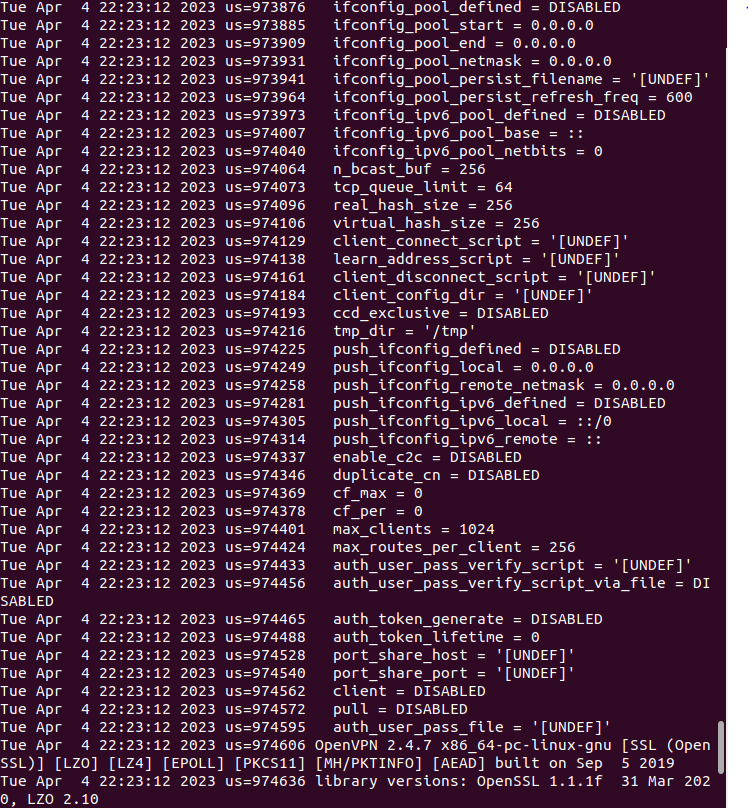 Tue Apr  4 22:23:12 2023 us=973876   ifconfig_pool_defined = DISABLED
Tue Apr  4 22:23:12 2023 us=973885   ifconfig_pool_start = 0.0.0.0
Tue Apr  4 22:23:12 2023 us=973909   ifconfig_pool_end = 0.0.0.0
Tue Apr  4 22:23:12 2023 us=973931   ifconfig_pool_netmask = 0.0.0.0
Tue Apr  4 22:23:12 2023 us=973941   ifconfig_pool_persist_filename = '[UNDEF]'
Tue Apr  4 22:23:12 2023 us=973964   ifconfig_pool_persist_refresh_freq = 600
Tue Apr  4 22:23:12 2023 us=973973   ifconfig_ipv6_pool_defined = DISABLED
Tue Apr  4 22:23:12 2023 us=974007   ifconfig_ipv6_pool_base = ::
Tue Apr  4 22:23:12 2023 us=974040   ifconfig_ipv6_pool_netbits = 0
Tue Apr  4 22:23:12 2023 us=974064   n_bcast_buf = 256
Tue Apr  4 22:23:12 2023 us=974073   tcp_queue_limit = 64
Tue Apr  4 22:23:12 2023 us=974096   real_hash_size = 256
Tue Apr  4 22:23:12 2023 us=974106   virtual_hash_size = 256
Tue Apr  4 22:23:12 2023 us=974129   client_connect_script = '[UNDEF]'
Tue Apr  4 22:23:12 2023 us=974138   learn_address_script = '[UNDEF]'
Tue Apr  4 22:23:12 2023 us=974161   client_disconnect_script = '[UNDEF]'
Tue Apr  4 22:23:12 2023 us=974184   client_config_dir = '[UNDEF]'
Tue Apr  4 22:23:12 2023 us=974193   ccd_exclusive = DISABLED
Tue Apr  4 22:23:12 2023 us=974216   tmp_dir = '/tmp'
Tue Apr  4 22:23:12 2023 us=974225   push_ifconfig_defined = DISABLED
Tue Apr  4 22:23:12 2023 us=974249   push_ifconfig_local = 0.0.0.0
Tue Apr  4 22:23:12 2023 us=974258   push_ifconfig_remote_netmask = 0.0.0.0
Tue Apr  4 22:23:12 2023 us=974281   push_ifconfig_ipv6_defined = DISABLED
Tue Apr  4 22:23:12 2023 us=974305   push_ifconfig_ipv6_local = ::/0
Tue Apr  4 22:23:12 2023 us=974314   push_ifconfig_ipv6_remote = ::
Tue Apr  4 22:23:12 2023 us=974337   enable_c2c = DISABLED
Tue Apr  4 22:23:12 2023 us=974346   duplicate_cn = DISABLED
Tue Apr  4 22:23:12 2023 us=974369   cf_max = 0
Tue Apr  4 22:23:12 2023 us=974378   cf_per = 0
Tue Apr  4 22:23:12 2023 us=974401   max_clients = 1024
Tue Apr  4 22:23:12 2023 us=974424   max_routes_per_client = 256
Tue Apr  4 22:23:12 2023 us=974433   auth_user_pass_verify_script = '[UNDEF]'
Tue Apr  4 22:23:12 2023 us=974456   auth_user_pass_verify_script_via_file = DI
SABLED
Tue Apr  4 22:23:12 2023 us=974465   auth_token_generate = DISABLED
Tue Apr  4 22:23:12 2023 us=974488   auth_token_lifetime = 0
Tue Apr  4 22:23:12 2023 us=974528   port_share_host = '[UNDEF]'
Tue Apr  4 22:23:12 2023 us=974540   port_share_port = '[UNDEF]'
Tue Apr  4 22:23:12 2023 us=974562   client = DISABLED
Tue Apr  4 22:23:12 2023 us=974572   pull = DISABLED
Tue Apr  4 22:23:12 2023 us=974595   auth_user_pass_file = '[UNDEF]'
Tue Apr  4 22:23:12 2023 us=974606 OpenVPN 2.4.7 x86_64-pc-linux-gnu [SSL (Open
SSL)] [LZO] [LZ4] [EPOLL] [PKCS11] [MH/PKTINFO] [AEAD] built on Sep  5 2019
Tue Apr  4 22:23:12 2023 us=974636 library versions: OpenSSL 1.1.1f  31 Mar 202
0, LZO 2.10